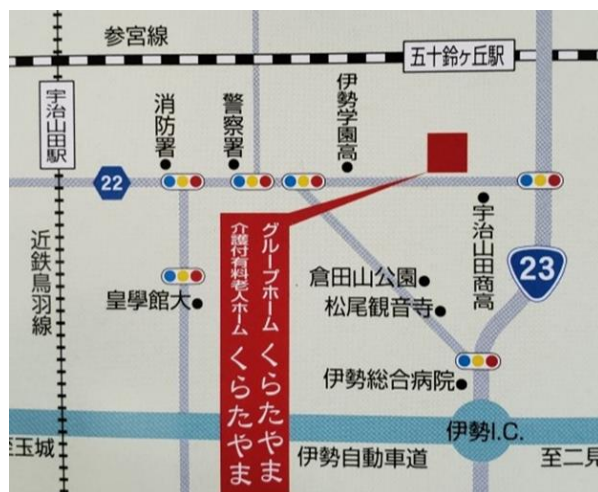 参宮線
五十鈴ヶ丘駅
宇治山田駅
消防署
警察署
伊勢学園高
22
近鉄鳥羽線
皇學館大
グループホーム くらたやま
介護付有料老人ホーム くらたやま
倉田山公園
松尾観音寺
宇治山田商高
23
伊勢総合病院
伊勢I.C.
至玉城
伊勢自動車道
至二見